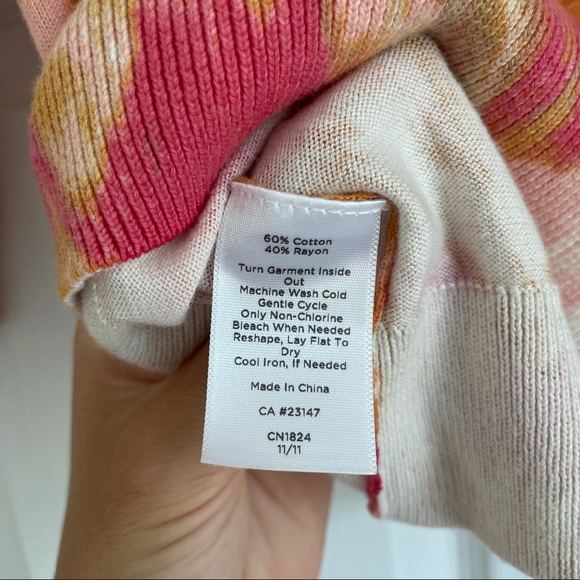 60% Cotton
40% Rayon
Turn Garment Inside
Out
Machine Wash Cold
Gentle Cycle
Only Non-Chlorine
Bleach When Needed
Reshape, Lay Flat To
Dry
Cool Iron, If Needed
Made In China
CA #23147
CN1824
11/11